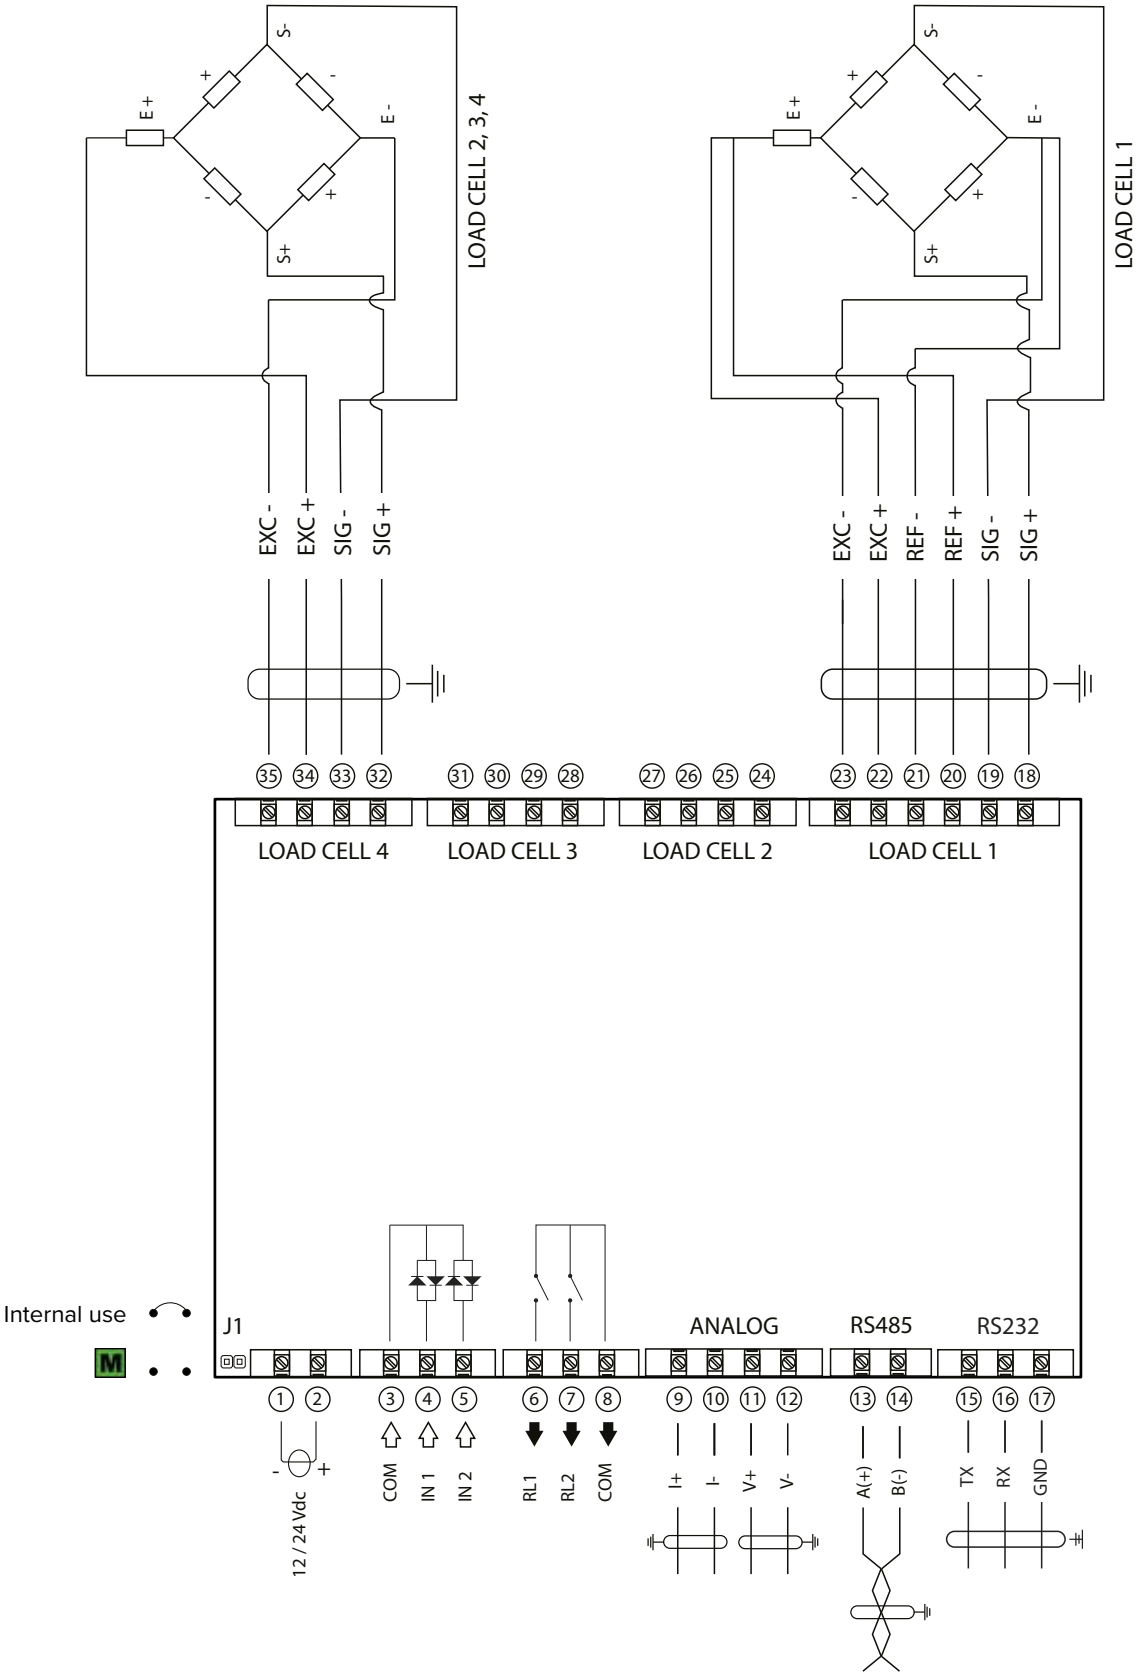 S-
+
-
E +
E -
-
+
S+
LOAD CELL 2, 3, 4
S-
+
-
E +
E -
-
+
S+
LOAD CELL 1
EXC -
EXC +
SIG -
SIG +
EXC -
EXC +
REF -
REF +
SIG -
SIG +
35 34 33 32 31 30 29 28 27 26 25 24 23 22 21 20 19 18
LOAD CELL 4 LOAD CELL 3 LOAD CELL 2 LOAD CELL 1
Internal use
M
J1
ANALOG RS485 RS232
1 2 3 4 5 6 7 8 9 10 11 12 13 14 15 16 17
- +
12 / 24 Vdc
COM
IN 1
IN 2
RL1
RL2
COM
I+
I-
V+
V-
A(+)
B(-)
TX
RX
GND